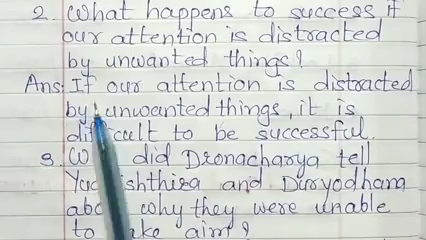 2. What happens to success if
our attention is distracted
by unwanted things?
Ans: If our attention is distracted
by unwanted things, it is
to be successful.
3. did Dronacharya tell
and Duryodhana
why they were unable
to aim?